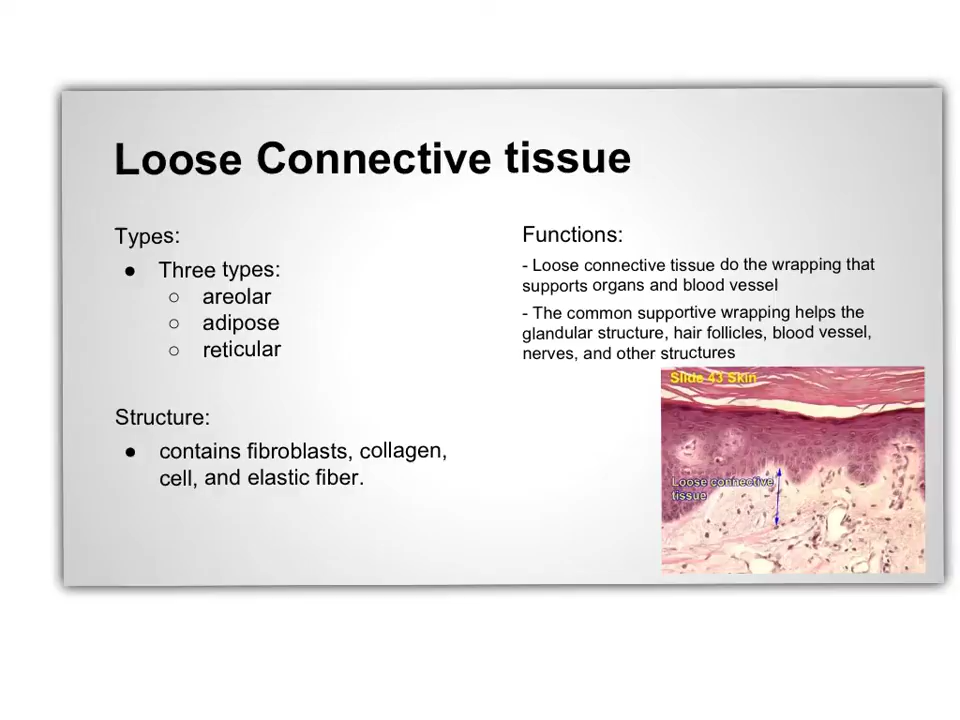 Loose Connective tissue
Types:
● Three types:
○ areolar
○ adipose
○ reticular
Structure:
● contains fibroblasts, collagen,
cell, and elastic fiber.
Functions:
- Loose connective tissue do the wrapping that
supports organs and blood vessel
- The common supportive wrapping helps the
glandular structure, hair follicles, blood vessel,
nerves, and other structures
Slide 43 Skin
Loose connective
tissue